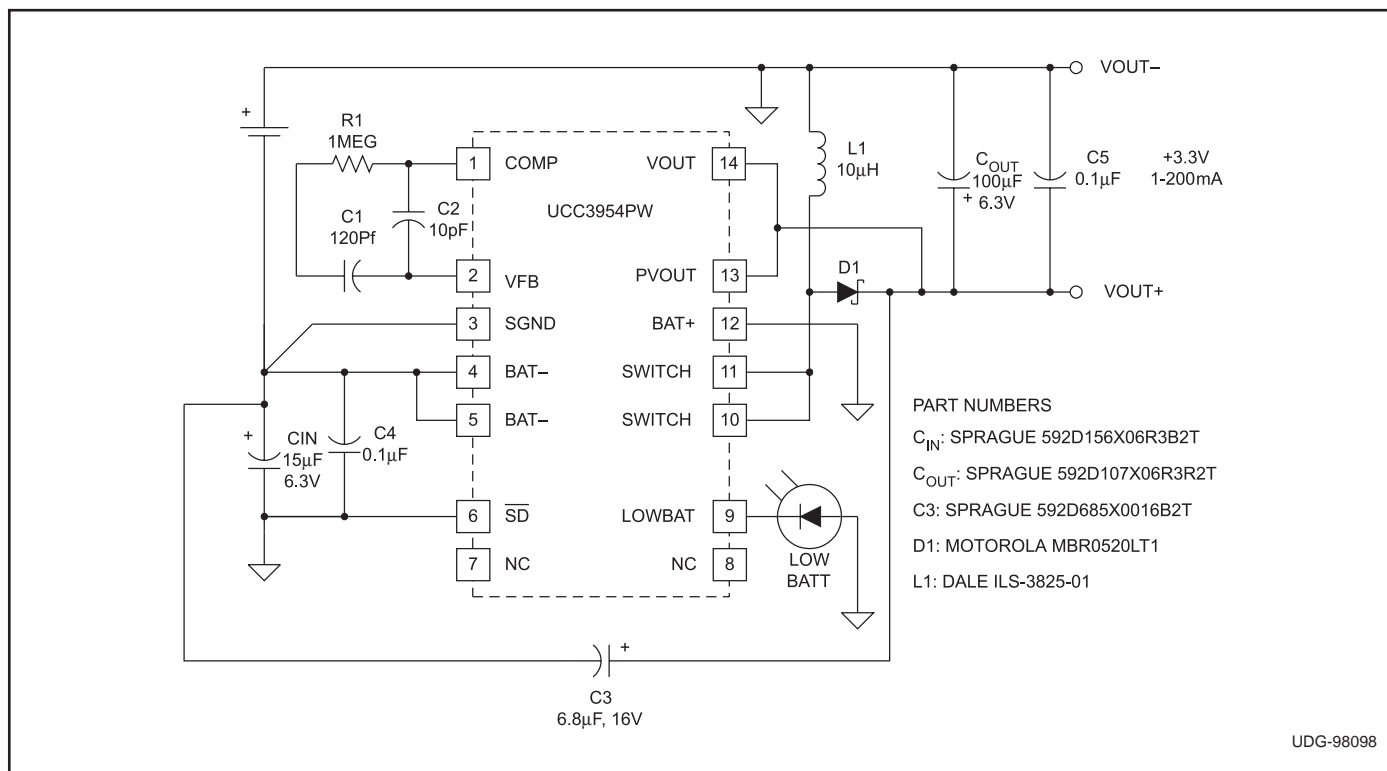 VOUT–
+
R1
1MEG
1
COMP
VOUT
14
L1
10µH
COUT
100µF
+
6.3V
C5
0.1µF
+3.3V
1-200mA
UCC3954PW
C1
120Pf
C2
10pF
2
VFB
PVOUT
13
D1
VOUT+
3
SGND
BAT+
12
4
BAT–
SWITCH
11
5
BAT–
SWITCH
10
+
CIN
15µF
6.3V
C4
0.1µF
6
SD
LOWBAT
9
7
NC
NC
8
LOW
BATT
PART NUMBERS
CIN: SPRAGUE 592D156X06R3B2T
COUT: SPRAGUE 592D107X06R3R2T
C3: SPRAGUE 592D685X0016B2T
D1: MOTOROLA MBR0520LT1
L1: DALE ILS-3825-01
+
C3
6.8µF, 16V
UDG-98098